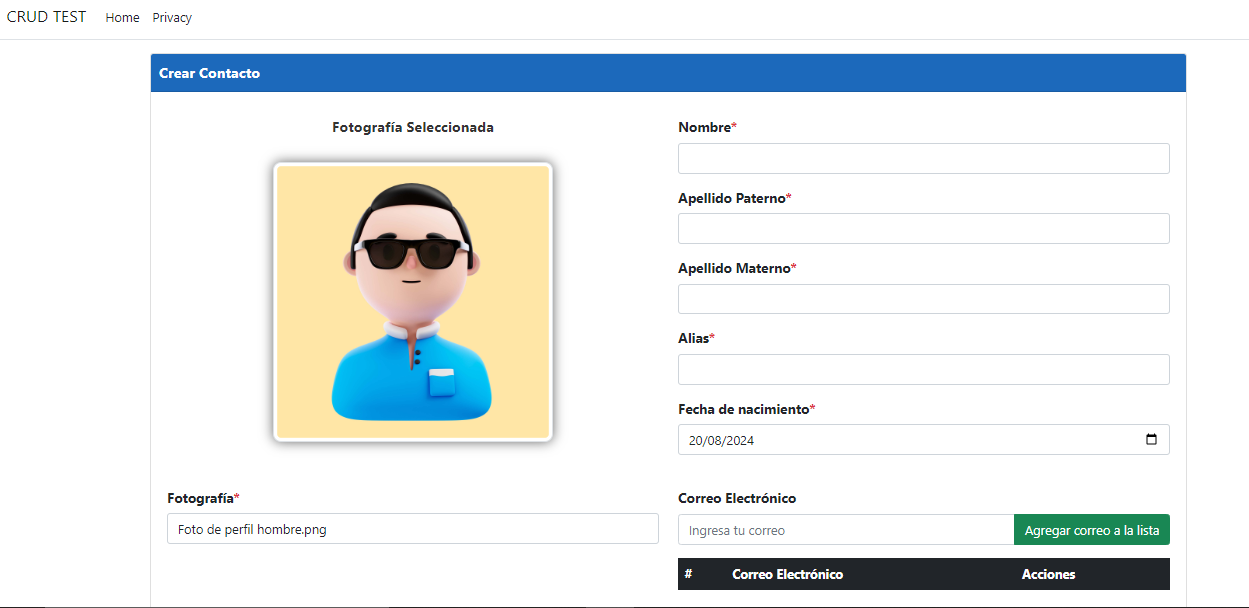 CRUD TEST Home Privacy
Crear Contacto
Fotografía Seleccionada
Nombre*
Apellido Paterno*
Apellido Materno*
Alias*
Fecha de nacimiento*
20/08/2024
Fotografía*
Foto de perfil hombre.png
Correo Electrónico
Ingresa tu correo Agregar correo a la lista
# Correo Electrónico Acciones